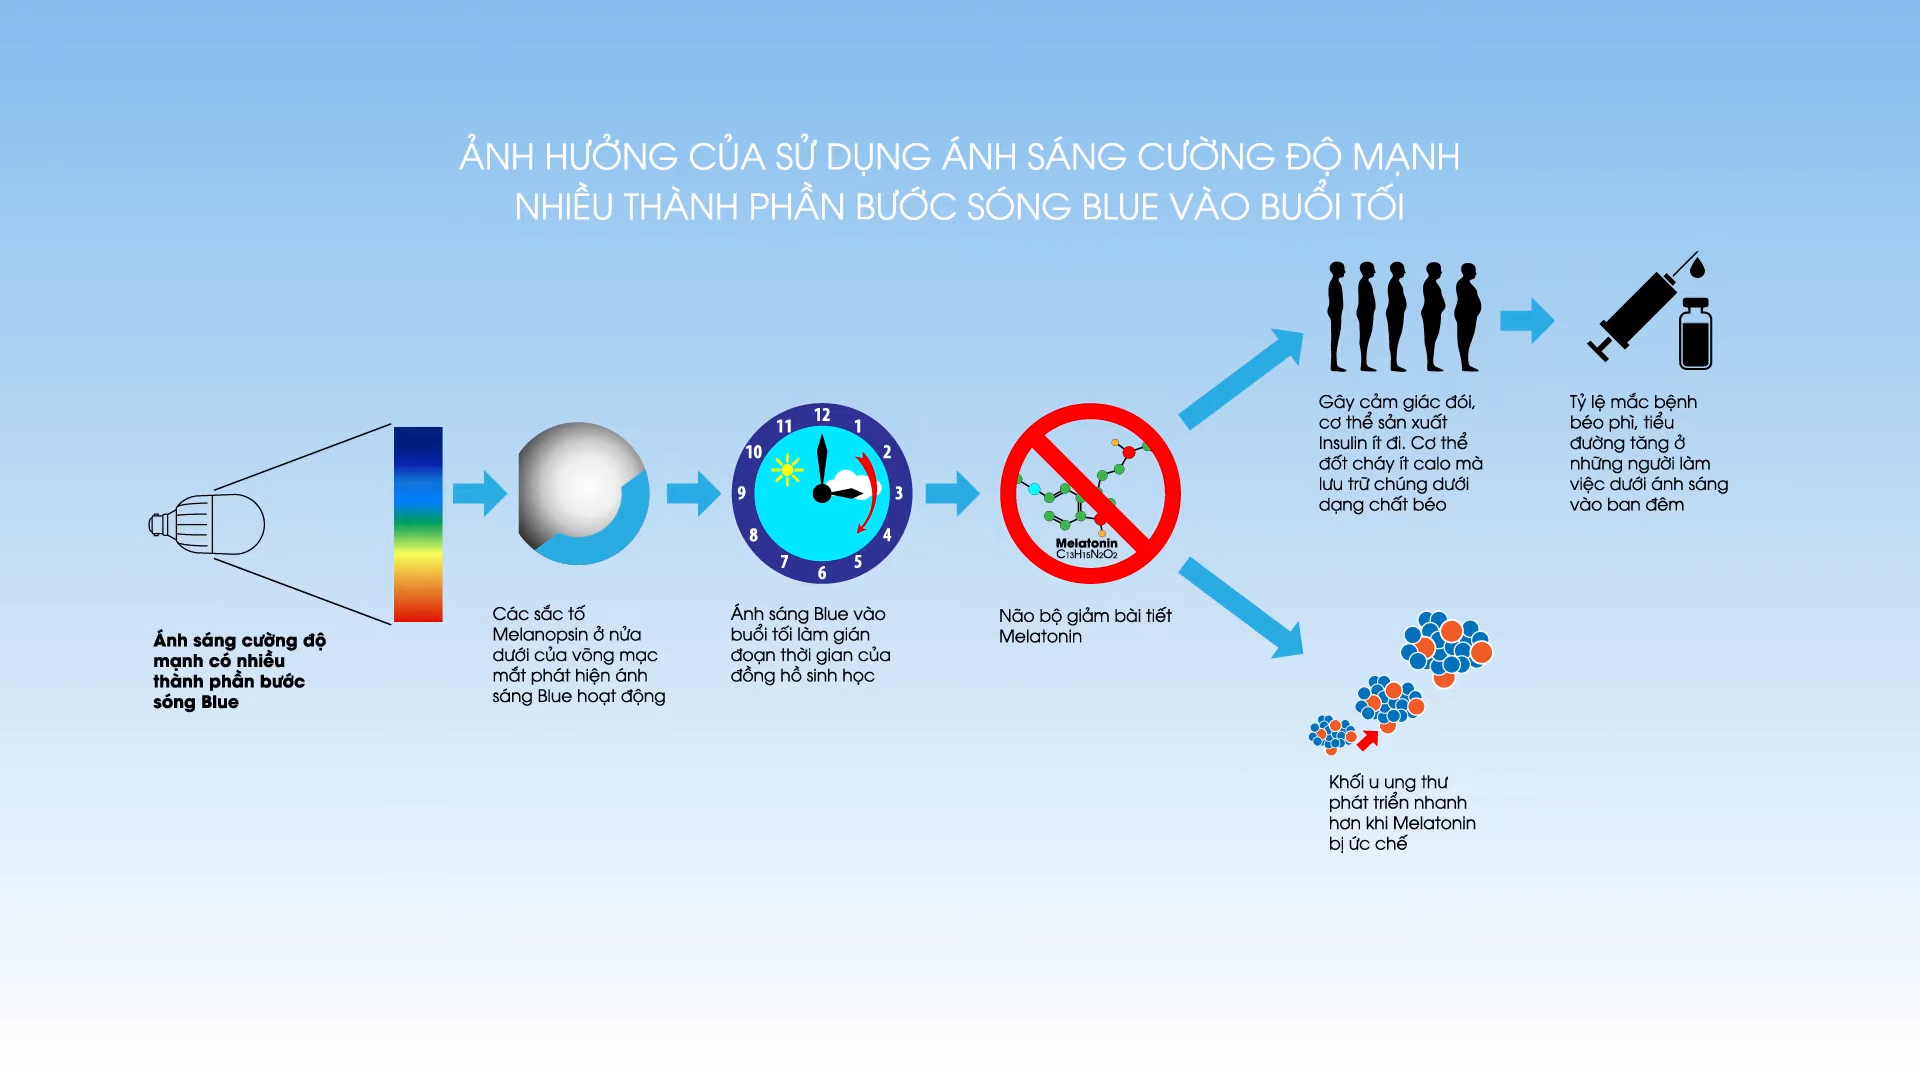 ẢNH HƯỞNG CỦA SỬ DỤNG ÁNH SÁNG CƯỜNG ĐỘ MẠNH
NHIỀU THÀNH PHẦN BƯỚC SÓNG BLUE VÀO BUỔI TỐI
Ánh sáng cường độ
mạnh có nhiều
thành phần bước
sóng Blue
Các sắc tố
Melanopsin ở nửa
dưới của võng mạc
mắt phát hiện ánh
sáng Blue hoạt động
12
1
2
3
4
5
6
7
8
9
10
11
Ánh sáng Blue vào
buổi tối làm gián
đoạn thời gian của
đồng hồ sinh học
Melatonin
C13H15N2O2
Não bộ giảm bài tiết
Melatonin
Gây cảm giác đói,
cơ thể sản xuất
Insulin ít đi. Cơ thể
đốt cháy ít calo mà
lưu trữ chúng dưới
dạng chất béo
Tỷ lệ mắc bệnh
béo phì, tiểu
đường tăng ở
những người làm
việc dưới ánh sáng
vào ban đêm
Khối u ung thư
phát triển nhanh
hơn khi Melatonin
bị ức chế